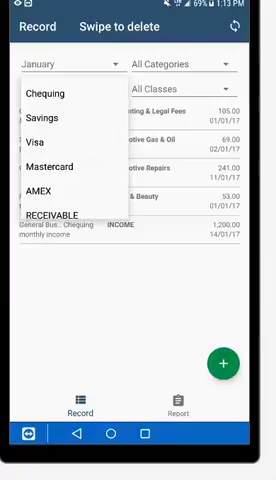 69% 1:13 PM
Record Swipe to delete
January All Categories
All Classes
Chequing
Savings
Visa
Mastercard
AMEX
RECEIVABLE
nting & Legal Fees 105.00
01/01/17
otive Gas & Oil 69.00
02/01/17
otive Repairs 241.00
11/01/17
& Beauty 53.00
01/01/17
General Bus.. Chequing INCOME 1,200.00
monthly income 14/01/17
+
Record Report